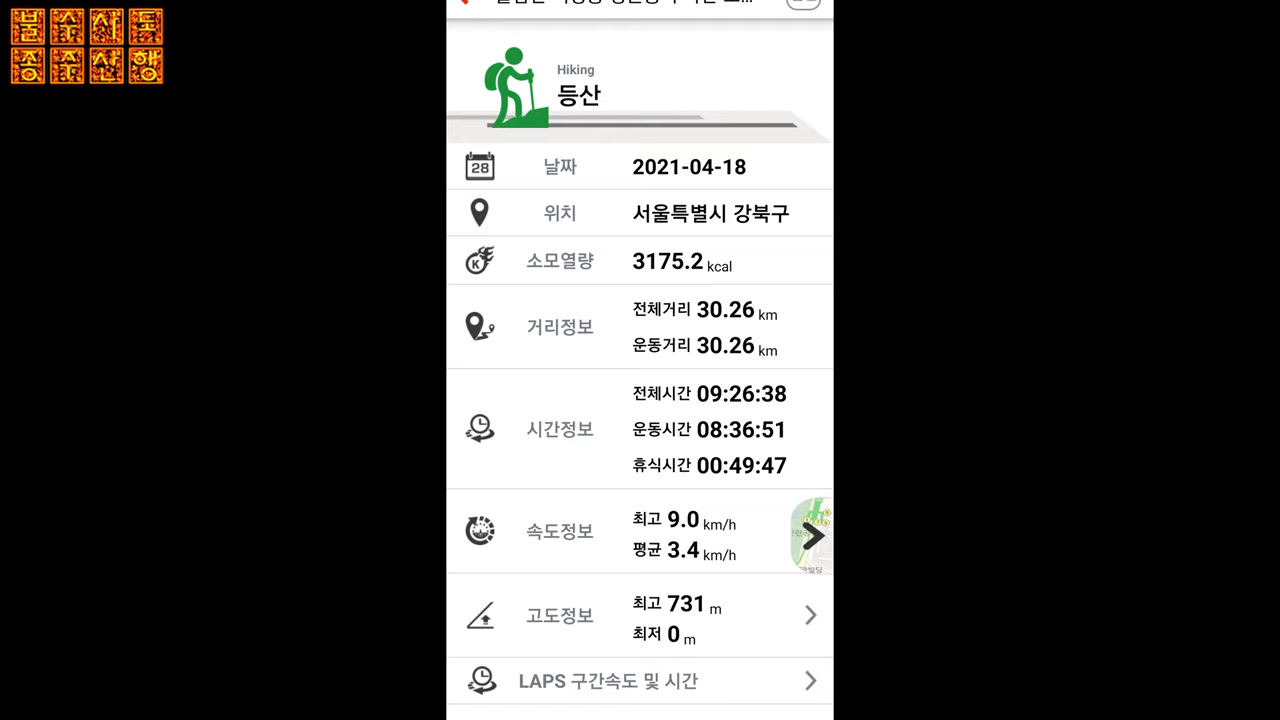 불수사도
종주산행
Hiking
등산
28
날짜
2021-04-18
위치
서울특별시 강북구
K
소모열량
3175.2 kcal
거리정보
전체거리 30.26 km
운동거리 30.26 km
시간정보
전체시간 09:26:38
운동시간 08:36:51
휴식시간 00:49:47
속도정보
최고 9.0 km/h
평균 3.4 km/h
고도정보
최고 731 m
최저 0 m
LAPS 구간속도 및 시간